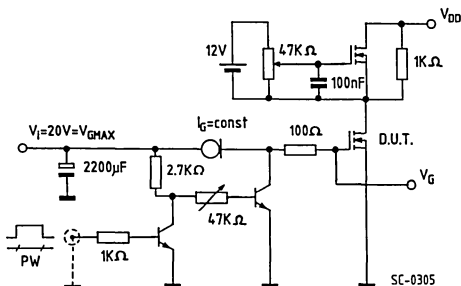 V_DD
12V
47KΩ
1KΩ
100nF
V_i=20V=V_GMAX
I_G=const
100Ω
D.U.T.
2200μF
2.7KΩ
V_G
47KΩ
PW
1KΩ
SC-0305